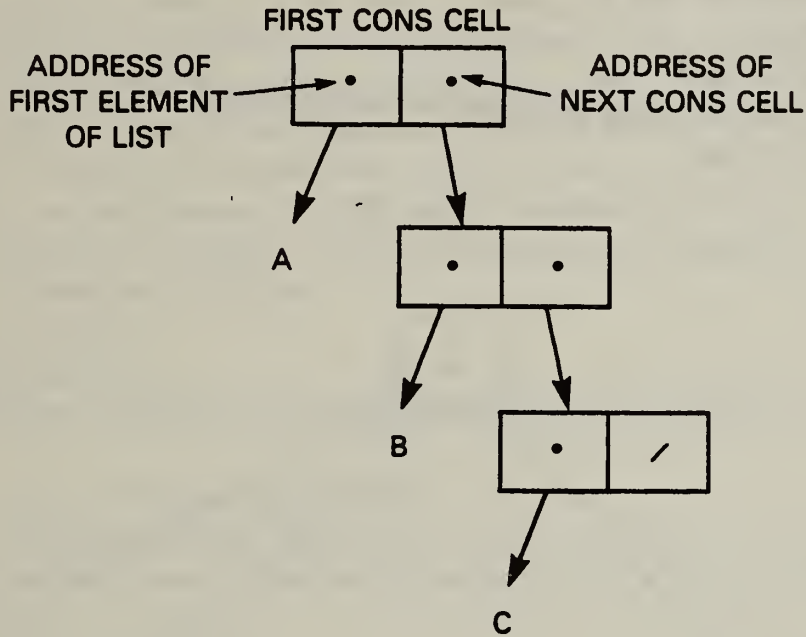 FIRST CONS CELL
ADDRESS OF
FIRST ELEMENT
OF LIST
ADDRESS OF
NEXT CONS CELL
A
B
C